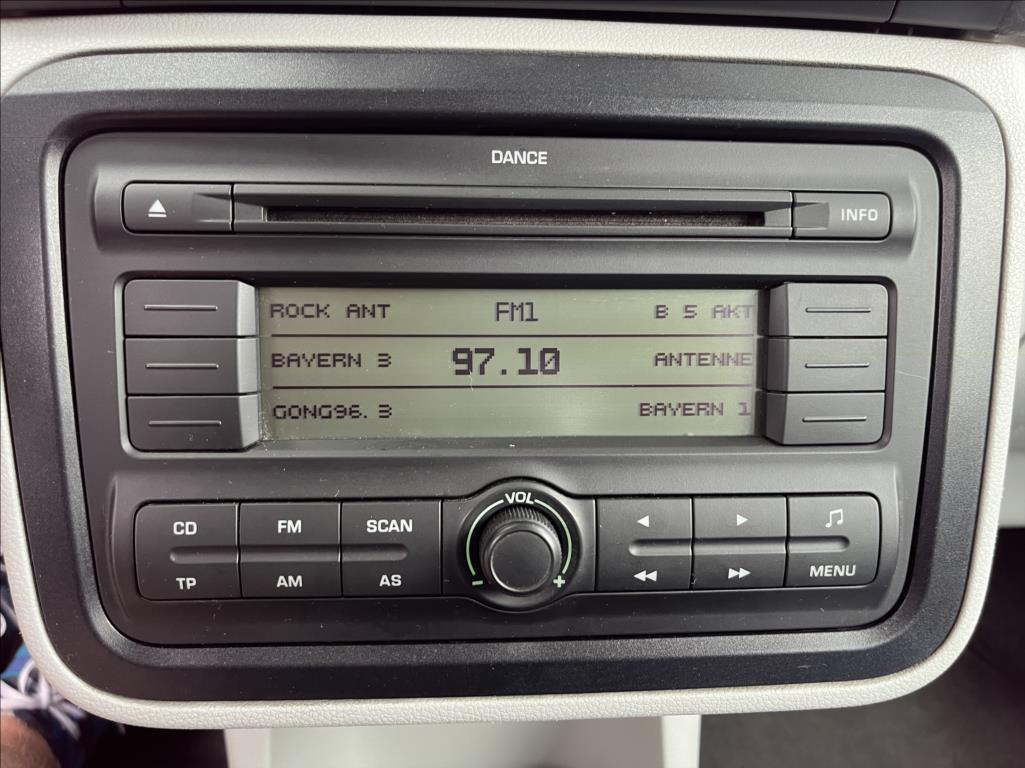 DANCE
INFO
ROCK ANT FM1 B 5 AKT
BAYERN 3 97.10 ANTENNE
GONG96.3 BAYERN 1
VOL
CD FM SCAN
- +
TP AM AS MENU